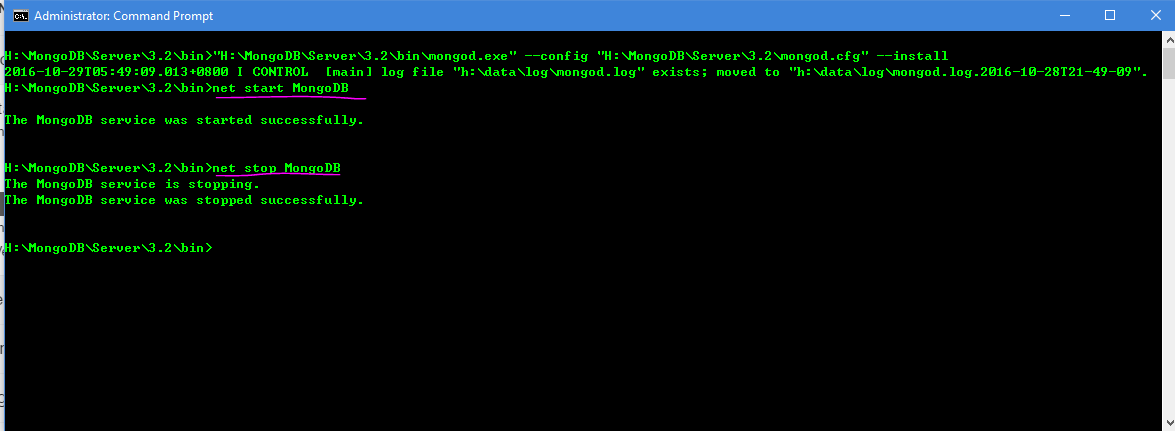 Administrator: Command Prompt
H:\MongoDB\Server\3.2\bin>"H:\MongoDB\Server\3.2\bin\mongod.exe" --config "H:\MongoDB\Server\3.2\mongod.cfg" --install
2016-10-29T05:49:09.013+0800 I CONTROL  [main] log file "h:\data\log\mongod.log" exists; moved to "h:\data\log\mongod.log.2016-10-28T21-49-09".
H:\MongoDB\Server\3.2\bin>net start MongoDB
The MongoDB service was started successfully.
H:\MongoDB\Server\3.2\bin>net stop MongoDB
The MongoDB service is stopping.
The MongoDB service was stopped successfully.
H:\MongoDB\Server\3.2\bin>